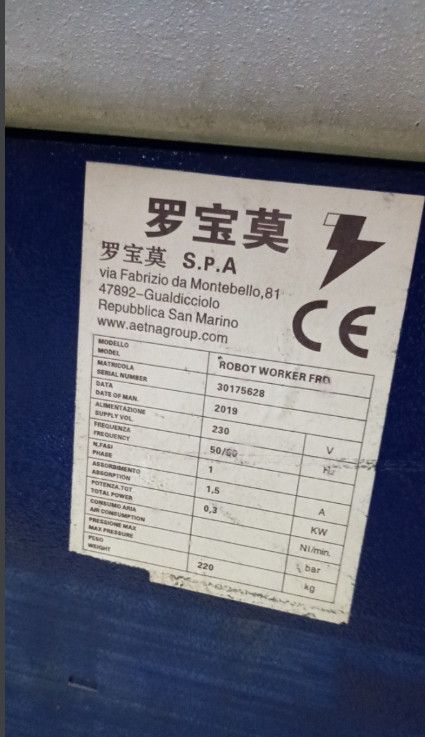 罗宝莫
罗宝莫 S.P.A
via Fabrizio da Montebello,81
47892-Gualdicciolo
Repubblica San Marino
www.aetnagroup.com
CE
MODELLO
MODEL
ROBOT WORKER FRD
MATRICOLA
SERIAL NUMBER
30175628
DATA
DATE OF MAN.
2019
ALIMENTAZIONE
SUPPLY VOL.
230 V
FREQUENZA
FREQUENCY
50/60 Hz
N.FASI
PHASE
1
ASSORBIMENTO
ABSORPTION
1,5 A
POTENZA.TOT
TOTAL POWER
0,3 KW
CONSUMO ARIA
AIR CONSUMPTION
Nl/min.
PRESSIONE MAX
MAX PRESSURE
bar
PESO
WEIGHT
220 kg